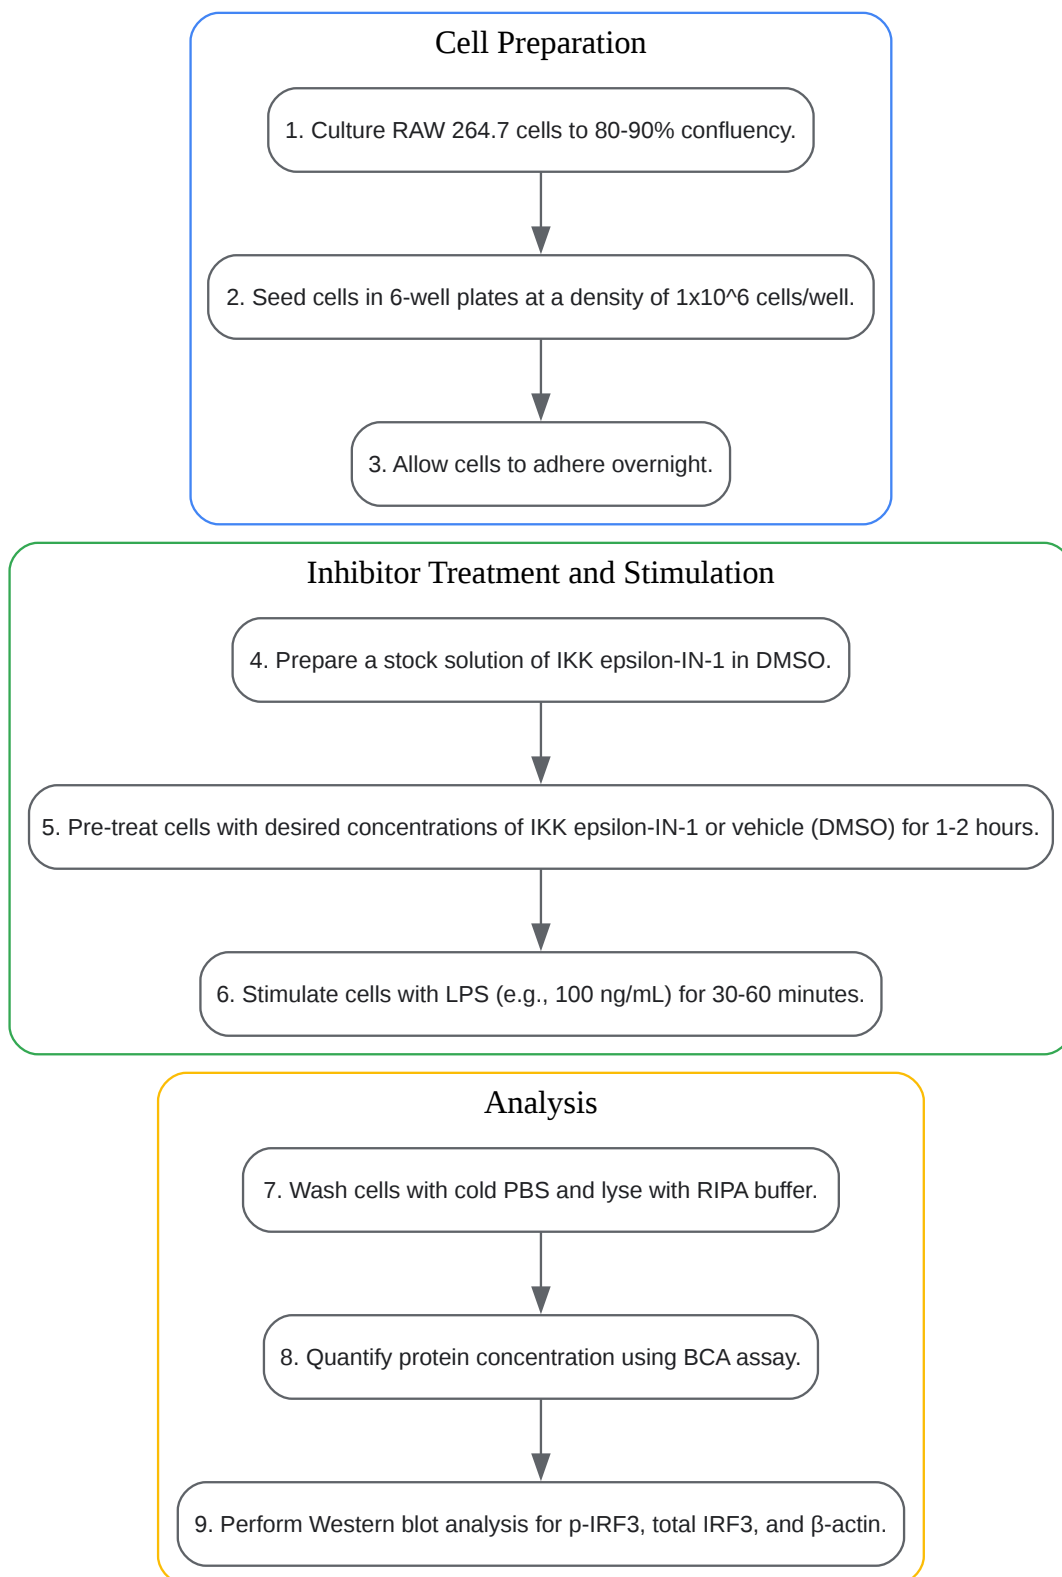 Cell Preparation
1. Culture RAW 264.7 cells to 80-90% confluency.
2. Seed cells in 6-well plates at a density of 1x10^6 cells/well.
3. Allow cells to adhere overnight.
Inhibitor Treatment and Stimulation
4. Prepare a stock solution of IKK epsilon-IN-1 in DMSO.
5. Pre-treat cells with desired concentrations of IKK epsilon-IN-1 or vehicle (DMSO) for 1-2 hours.
6. Stimulate cells with LPS (e.g., 100 ng/mL) for 30-60 minutes.
Analysis
7. Wash cells with cold PBS and lyse with RIPA buffer.
8. Quantify protein concentration using BCA assay.
9. Perform Western blot analysis for p-IRF3, total IRF3, and β-actin.